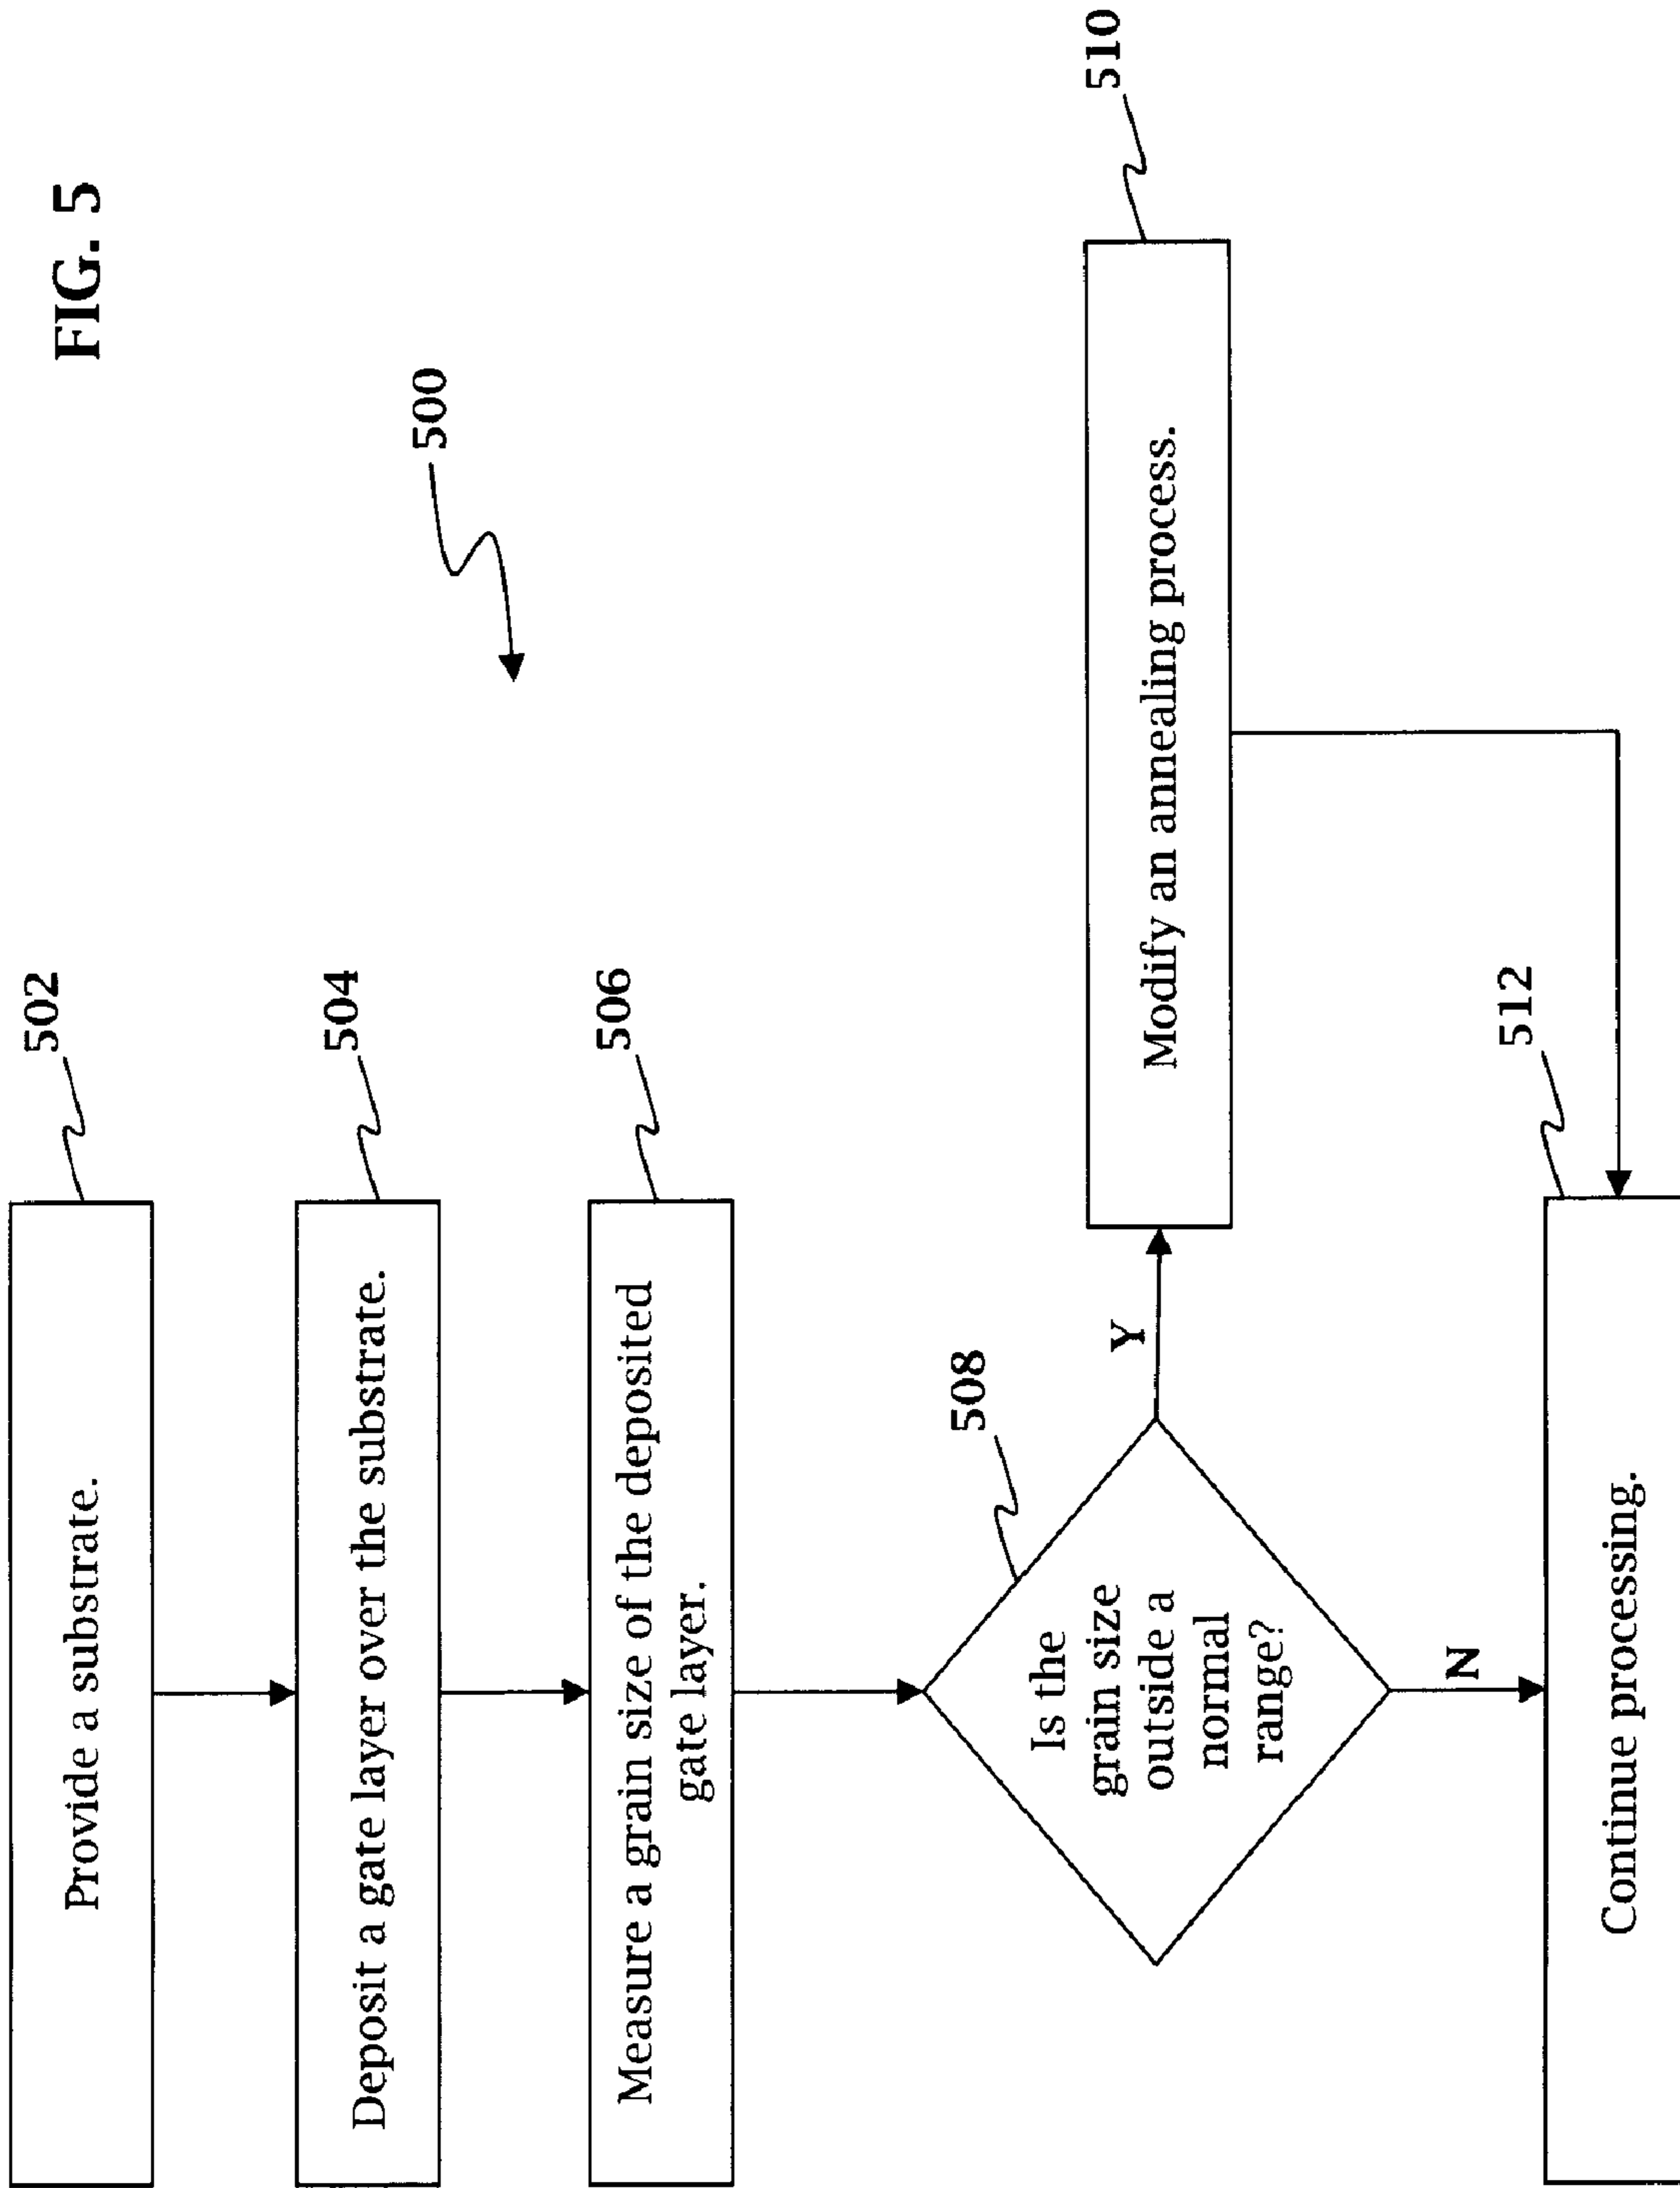 FIG. 5
500
502
Provide a substrate.
504
Deposit a gate layer over the substrate.
506
Measure a grain size of the deposited
gate layer.
508
Is the
grain size
outside a
normal
range?
Y
510
Modify an annealing process.
N
512
Continue processing.